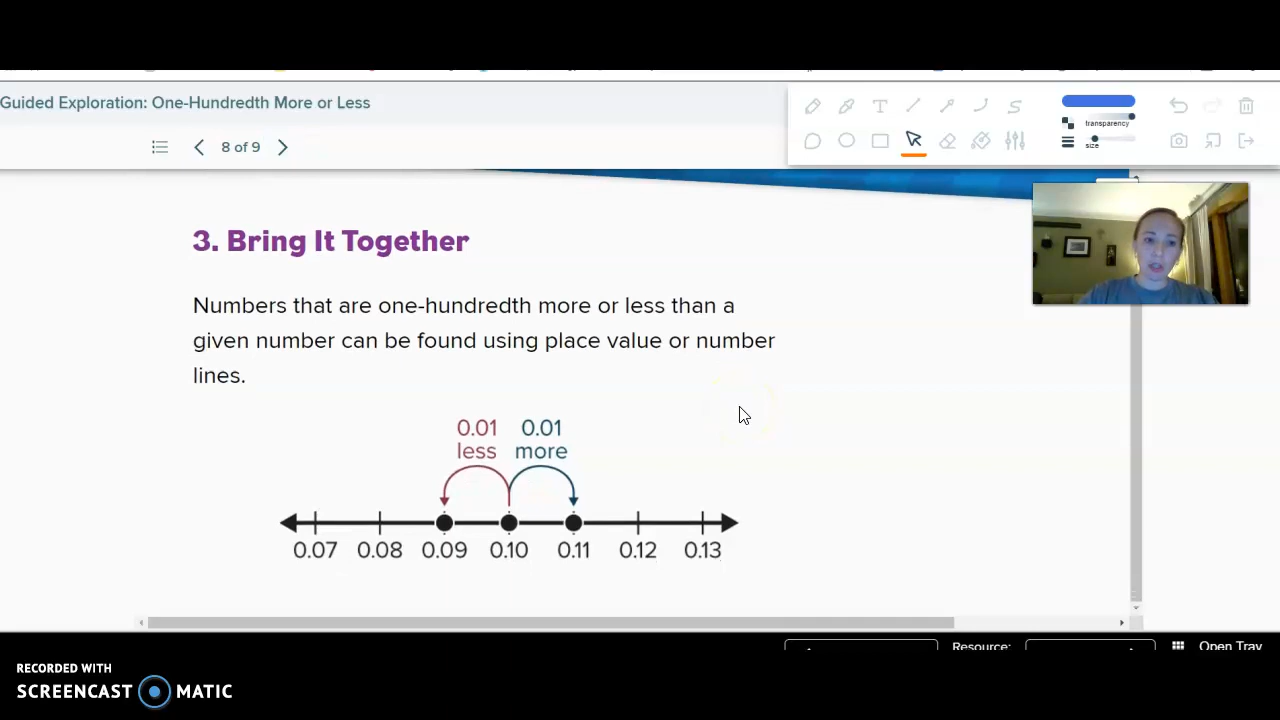 Guided Exploration: One-Hundredth More or Less
8 of 9
T
S
transparency
size
3. Bring It Together
Numbers that are one-hundredth more or less than a
given number can be found using place value or number
lines.
0.01 0.01
less more
0.07 0.08 0.09 0.10 0.11 0.12 0.13
Resource:
Open Tray
RECORDED WITH
SCREENCAST MATIC